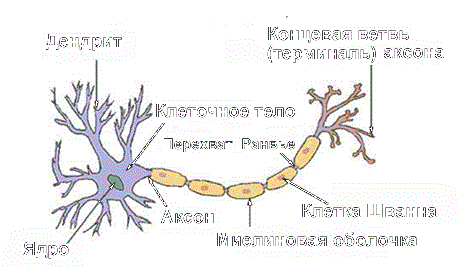 Дендрит
Концевая ветвь
(терминаль) аксона
Клеточное тело
Перехват Ранвье
Аксон
Клетка Шванна
Ядро
Миелиновая оболочка